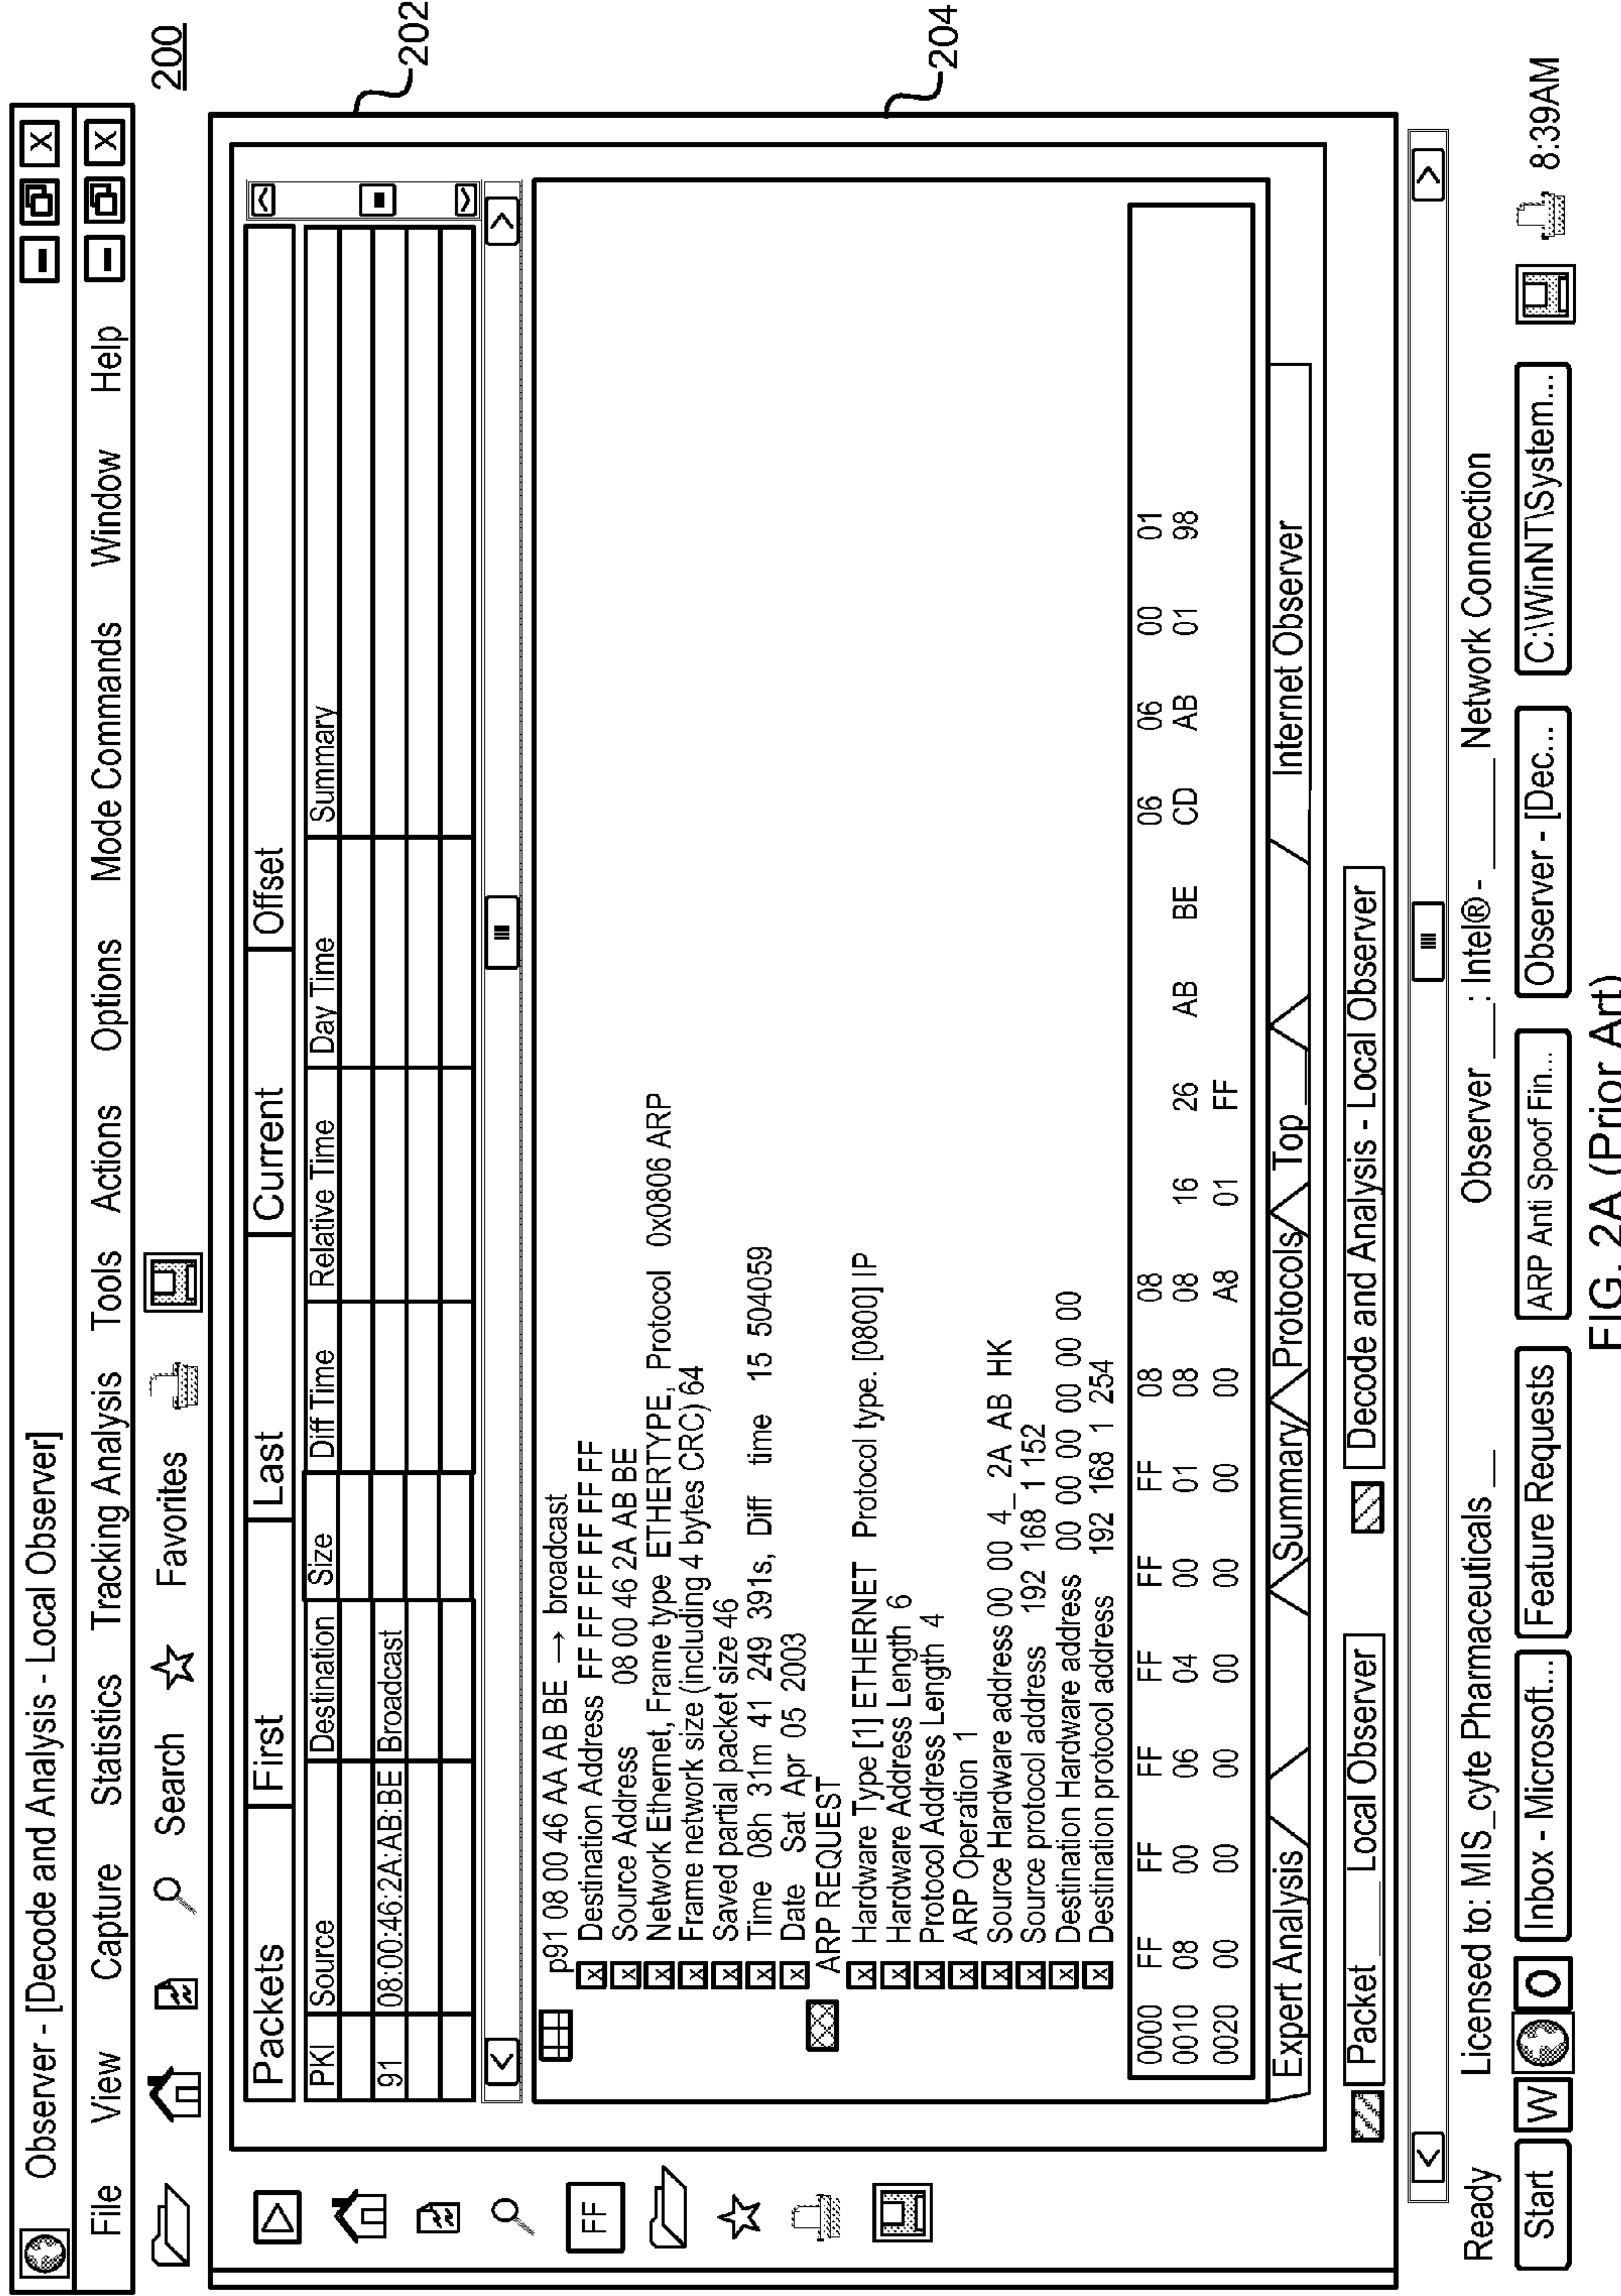 Observer - [Decode and Analysis - Local Observer]
File View Capture Statistics Tracking Analysis Tools Actions Options Mode Commands Window Help
Search Favorites
200
Packets First Last Current Offset
PKI Source Destination Size Diff Time Relative Time Day Time Summary
91 08:00:46:2A:AB:BE Broadcast
202
p91 08 00 46 AA AB BE → broadcast
Destination Address FF FF FF FF FF FF
Source Address 08 00 46 2A AB BE
Network Ethernet, Frame type ETHERTYPE, Protocol 0x0806 ARP
Frame network size (including 4 bytes CRC) 64
Saved partial packet size 46
Time 08h 31m 41 249 391s, Diff time 15 504059
Date Sat Apr 05 2003
ARP REQUEST
Hardware Type [1] ETHERNET Protocol type. [0800] IP
Hardware Address Length 6
Protocol Address Length 4
ARP Operation 1
Source Hardware address 00 00 4_ 2A AB HK
Source protocol address 192 168 1 152
Destination Hardware address 00 00 00 00 00 00
Destination protocol address 192 168 1 254
204
FF
0000 FF FF FF FF FF FF 08 08 06 06 00 01
0010 08 00 06 04 00 01 08 08 16 26 AB BE CD AB 01 98
0020 00 00 00 00 00 00 00 A8 01 FF
Expert Analysis Summary Protocols Top __ Internet Observer
Packet ____ Local Observer Decode and Analysis - Local Observer
Ready Licensed to: MIS_cyte Pharmaceuticals __ Observer ___: Intel® - _____ Network Connection
Start W O Inbox - Microsoft... Feature Requests ARP Anti Spoof Fin... Observer - [Dec... C:\WinNT\System... 8:39AM
FIG. 2A (Prior Art)